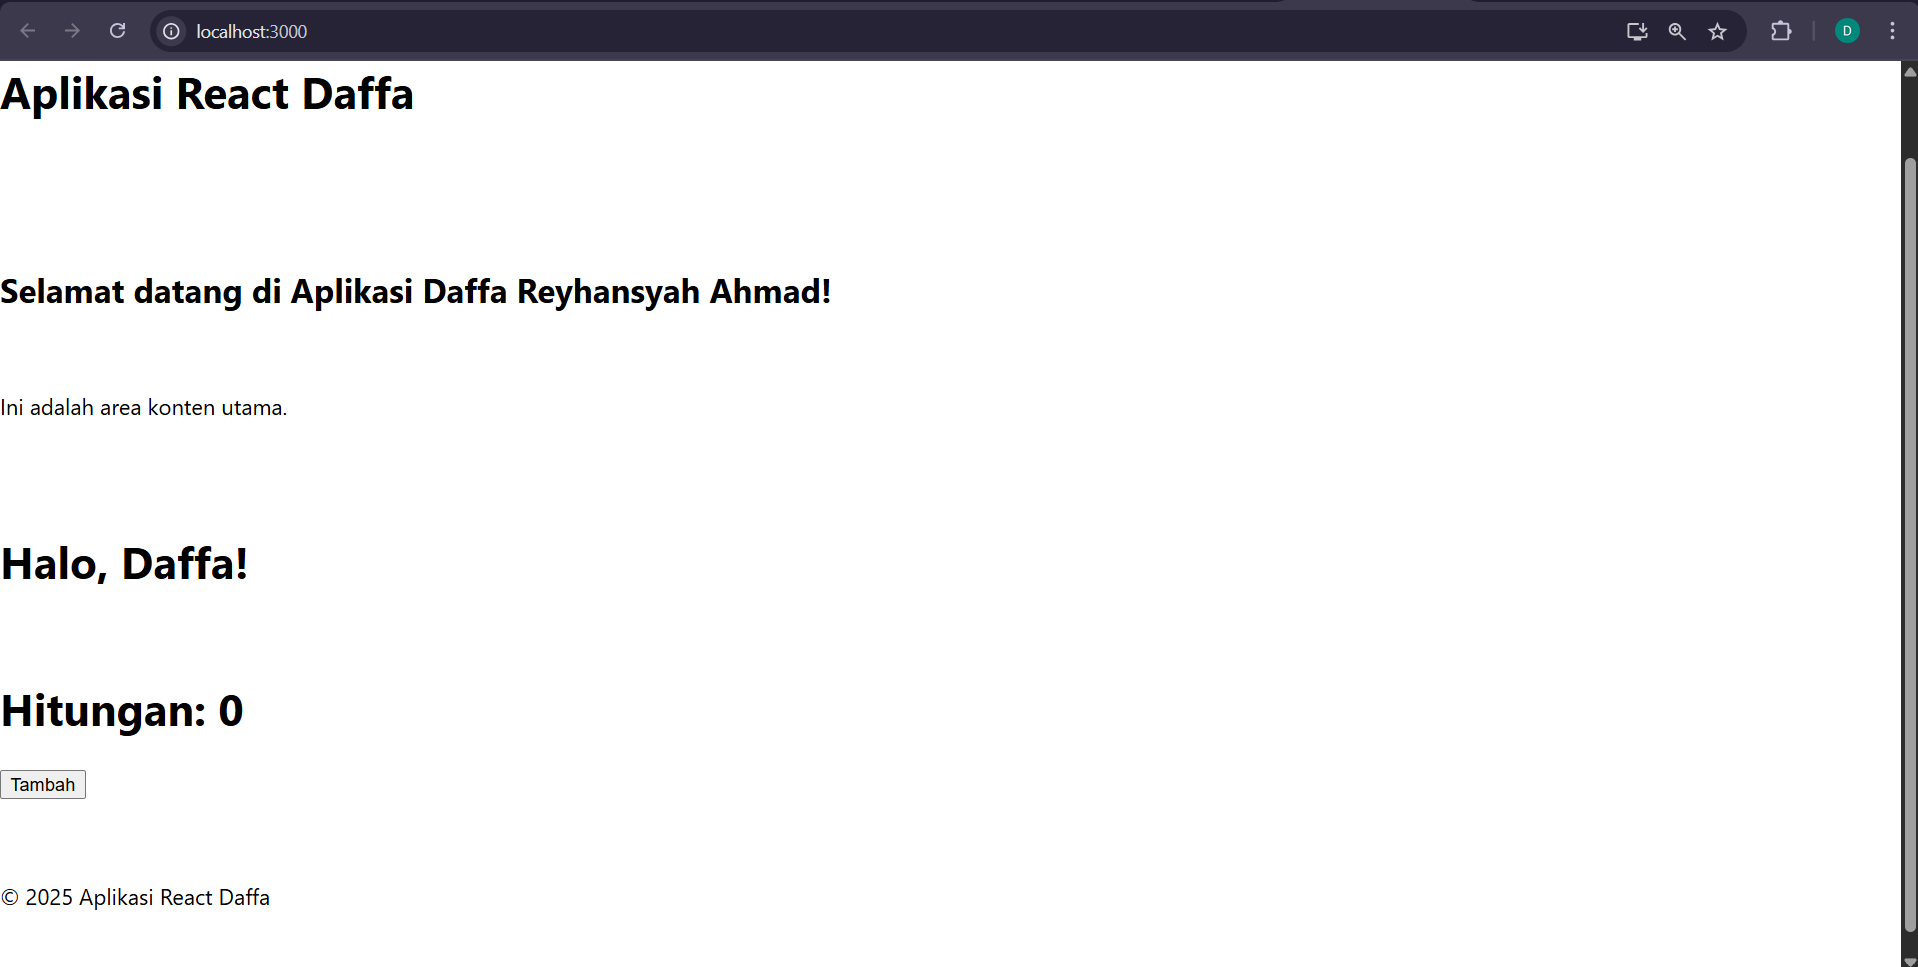 localhost:3000
D
Aplikasi React Daffa
Selamat datang di Aplikasi Daffa Reyhansyah Ahmad!
Ini adalah area konten utama.
Halo, Daffa!
Hitungan: 0
Tambah
© 2025 Aplikasi React Daffa